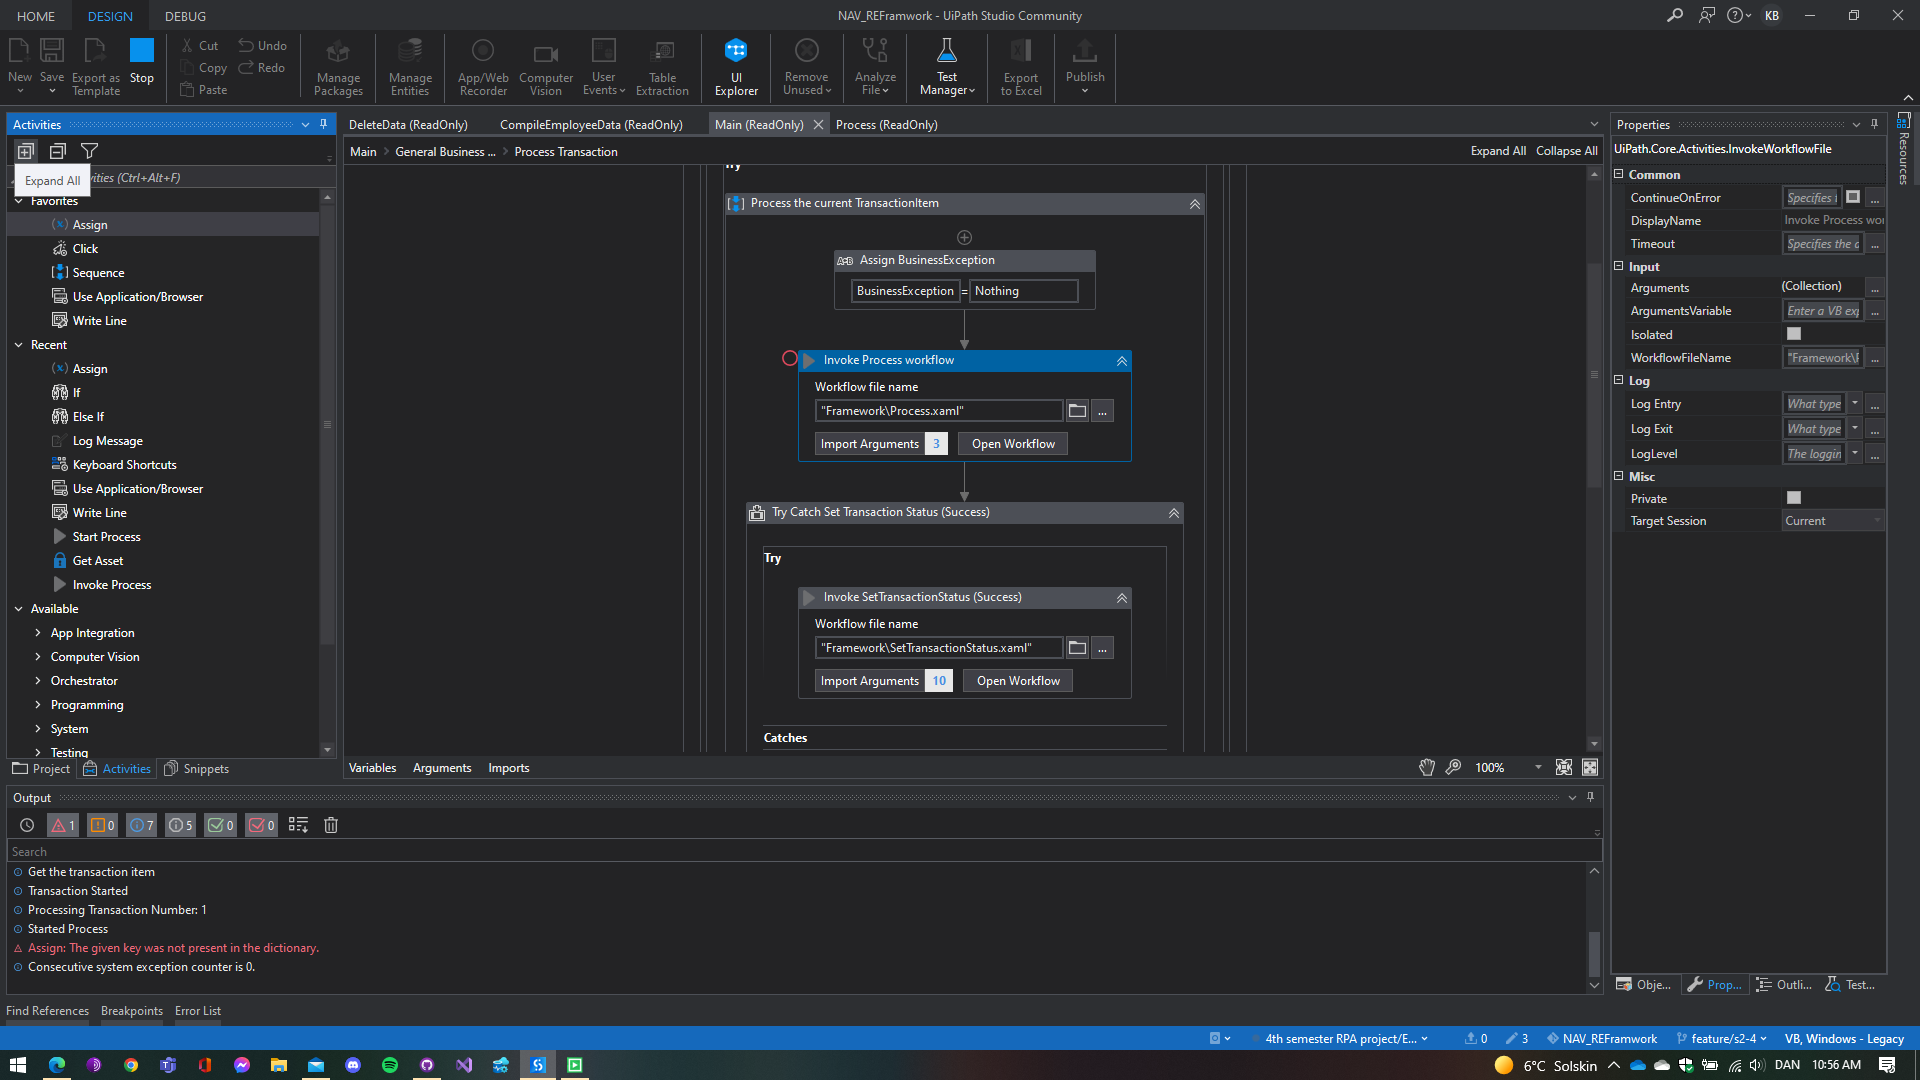 HOME DESIGN DEBUG
NAV_REFramwork - UiPath Studio Community
KB
New Save Export as Template Stop
Cut Copy Paste Undo Redo
Manage Packages
Manage Entities
App/Web Recorder
Computer Vision
User Events
Table Extraction
UI Explorer
Remove Unused
Analyze File
Test Manager
Export to Excel
Publish
Activities
Expand All
vities (Ctrl+Alt+F)
Favorites
Assign
Click
Sequence
Use Application/Browser
Write Line
Recent
Assign
If
Else If
Log Message
Keyboard Shortcuts
Use Application/Browser
Write Line
Start Process
Get Asset
Invoke Process
Available
App Integration
Computer Vision
Orchestrator
Programming
System
Testing
Project Activities Snippets
DeleteData (ReadOnly) CompileEmployeeData (ReadOnly) Main (ReadOnly) Process (ReadOnly)
Main General Business ... Process Transaction
Expand All Collapse All
Try
Process the current TransactionItem
A*B Assign BusinessException
BusinessException = Nothing
Invoke Process workflow
Workflow file name
"Framework\Process.xaml" ...
Import Arguments 3 Open Workflow
Try Catch Set Transaction Status (Success)
Try
Invoke SetTransactionStatus (Success)
Workflow file name
"Framework\SetTransactionStatus.xaml" ...
Import Arguments 10 Open Workflow
Catches
Variables Arguments Imports
100%
Properties
UiPath.Core.Activities.InvokeWorkflowFile
Common
ContinueOnError Specifies i ...
DisplayName Invoke Process wor
Timeout Specifies the a ...
Input
Arguments (Collection) ...
ArgumentsVariable Enter a VB exp ...
Isolated
WorkflowFileName "Framework\P ...
Log
Log Entry What type ...
Log Exit What type ...
LogLevel The loggin ...
Misc
Private
Target Session Current
Obje... Prop... Outli... Test...
Resources
Output
1 0 7 5 0 0
Search
Get the transaction item
Transaction Started
Processing Transaction Number: 1
Started Process
Assign: The given key was not present in the dictionary.
Consecutive system exception counter is 0.
Find References Breakpoints Error List
4th semester RPA project/E... 0 3 NAV_REFramwork feature/s2-4 VB, Windows - Legacy
6°C Solskin DAN 10:56 AM